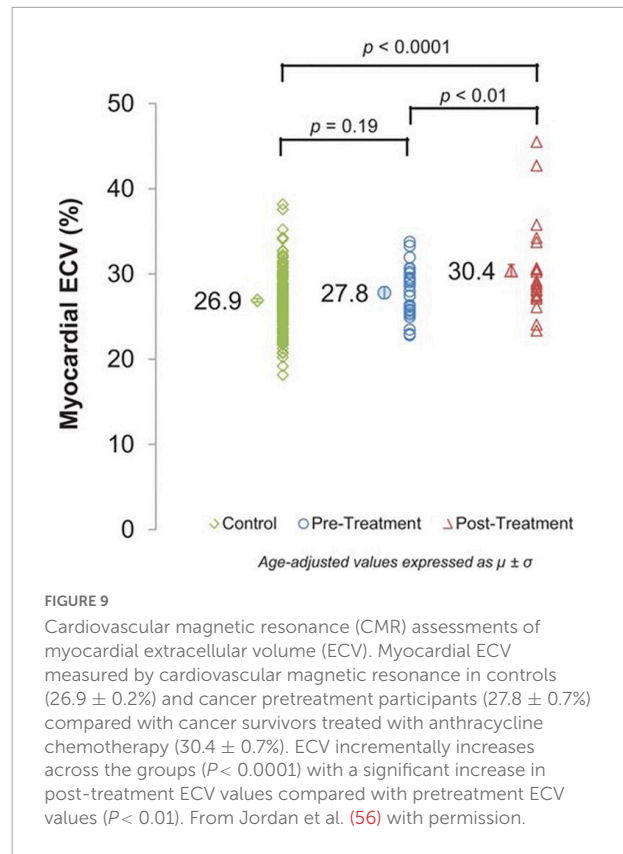 p < 0.0001
p < 0.01
p = 0.19
50
40
30
20
10
0
Myocardial ECV (%)
26.9
27.8
30.4
Control Pre-Treatment Post-Treatment
Age-adjusted values expressed as μ ± σ
FIGURE 9
Cardiovascular magnetic resonance (CMR) assessments of
myocardial extracellular volume (ECV). Myocardial ECV
measured by cardiovascular magnetic resonance in controls
(26.9 ± 0.2%) and cancer pretreatment participants (27.8 ± 0.7%)
compared with cancer survivors treated with anthracycline
chemotherapy (30.4 ± 0.7%). ECV incrementally increases
across the groups (P< 0.0001) with a significant increase in
post-treatment ECV values compared with pretreatment ECV
values (P< 0.01). From Jordan et al. (56) with permission.